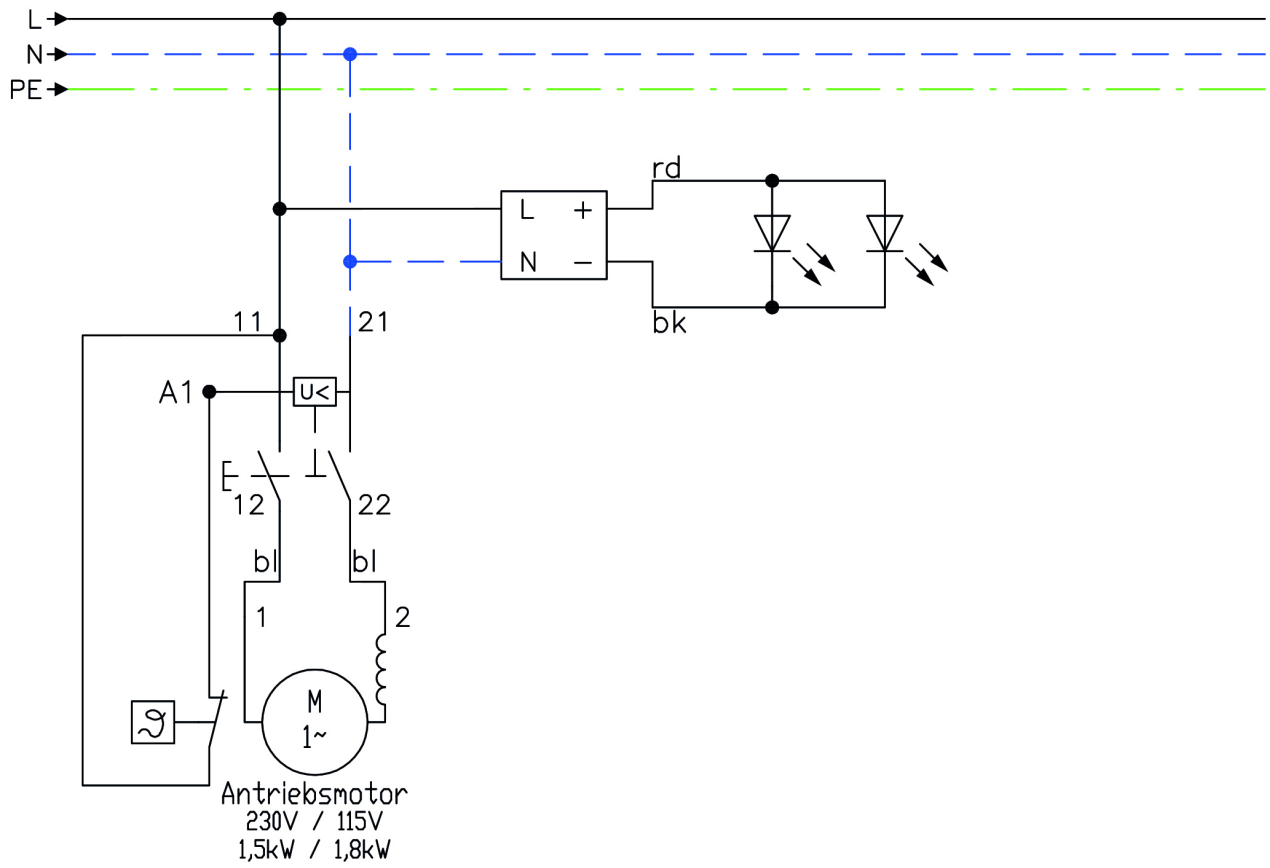 L
N
PE
rd
L +
N −
bk
11 21
A1 U<
12 22
bl bl
1 2
M
1~
ϑ
Antriebsmotor
230V / 115V
1,5kW / 1,8kW